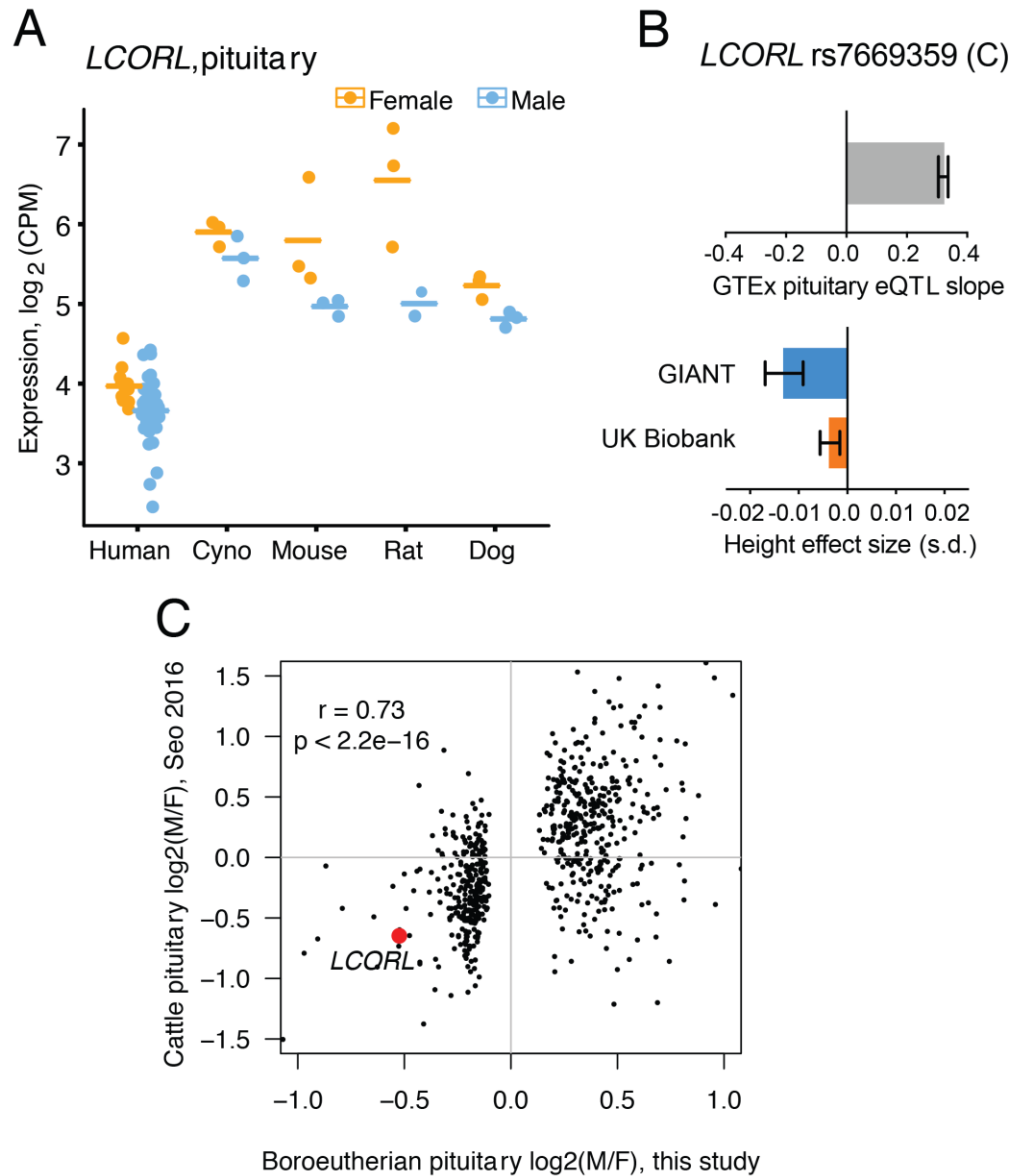 A
LCORL,pituitary
Female Male
Expression, log2 (CPM)
7
6
5
4
3
Human Cyno Mouse Rat Dog
B
LCORL rs7669359 (C)
-0.4 -0.2 0.0 0.2 0.4
GTEx pituitary eQTL slope
GIANT
UK Biobank
-0.02 -0.01 0.0 0.01 0.02
Height effect size (s.d.)
C
Cattle pituitary log2(M/F), Seo 2016
1.5
1.0
0.5
0.0
−0.5
−1.0
−1.5
r = 0.73
p < 2.2e−16
LCORL
−1.0 −0.5 0.0 0.5 1.0
Boroeutherian pituitary log2(M/F), this study